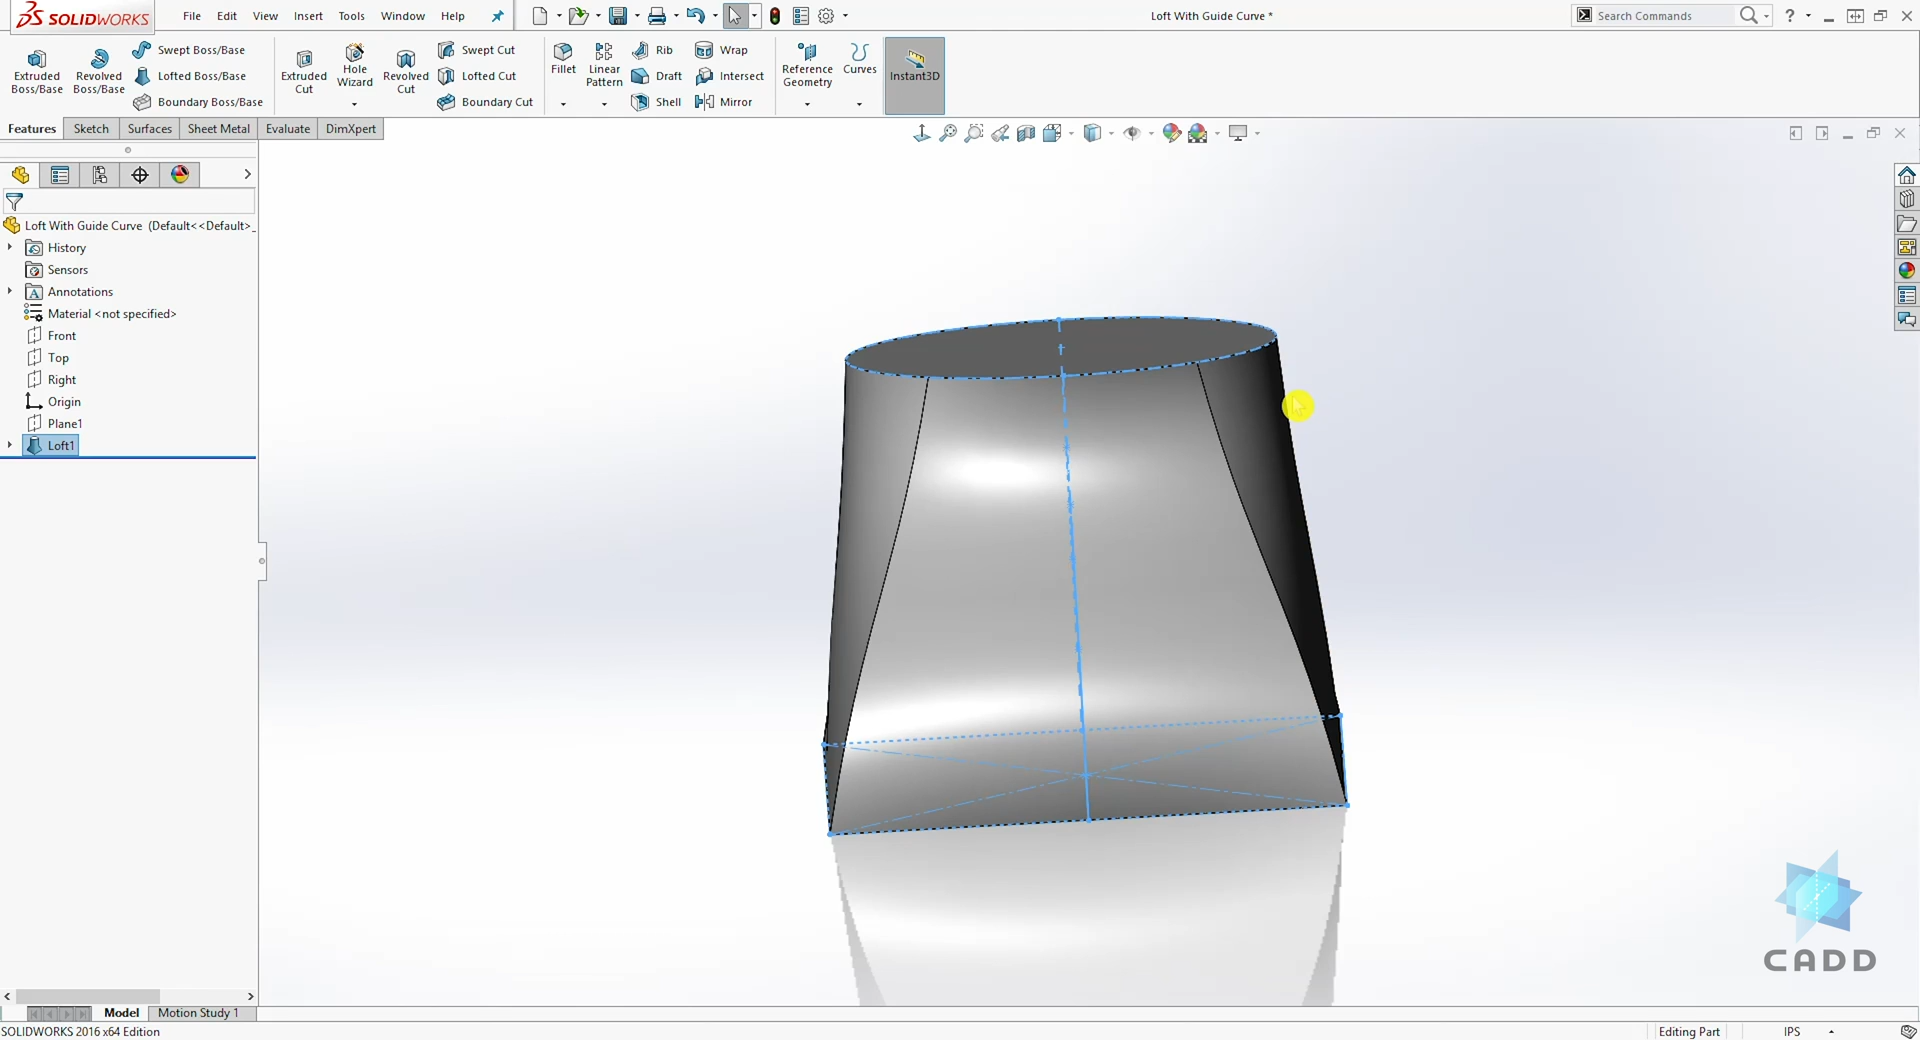 SOLIDWORKS
File Edit View Insert Tools Window Help
Loft With Guide Curve *
Search Commands
Extruded Boss/Base
Revolved Boss/Base
Swept Boss/Base
Lofted Boss/Base
Boundary Boss/Base
Extruded Cut
Hole Wizard
Revolved Cut
Swept Cut
Lofted Cut
Boundary Cut
Fillet
Linear Pattern
Rib
Draft
Shell
Wrap
Intersect
Mirror
Reference Geometry
Curves
Instant3D
Features Sketch Surfaces Sheet Metal Evaluate DimXpert
Loft With Guide Curve (Default<<Default>_
History
Sensors
Annotations
Material <not specified>
Front
Top
Right
Origin
Plane1
Loft1
CADD
Model Motion Study 1
SOLIDWORKS 2016 x64 Edition
Editing Part
IPS